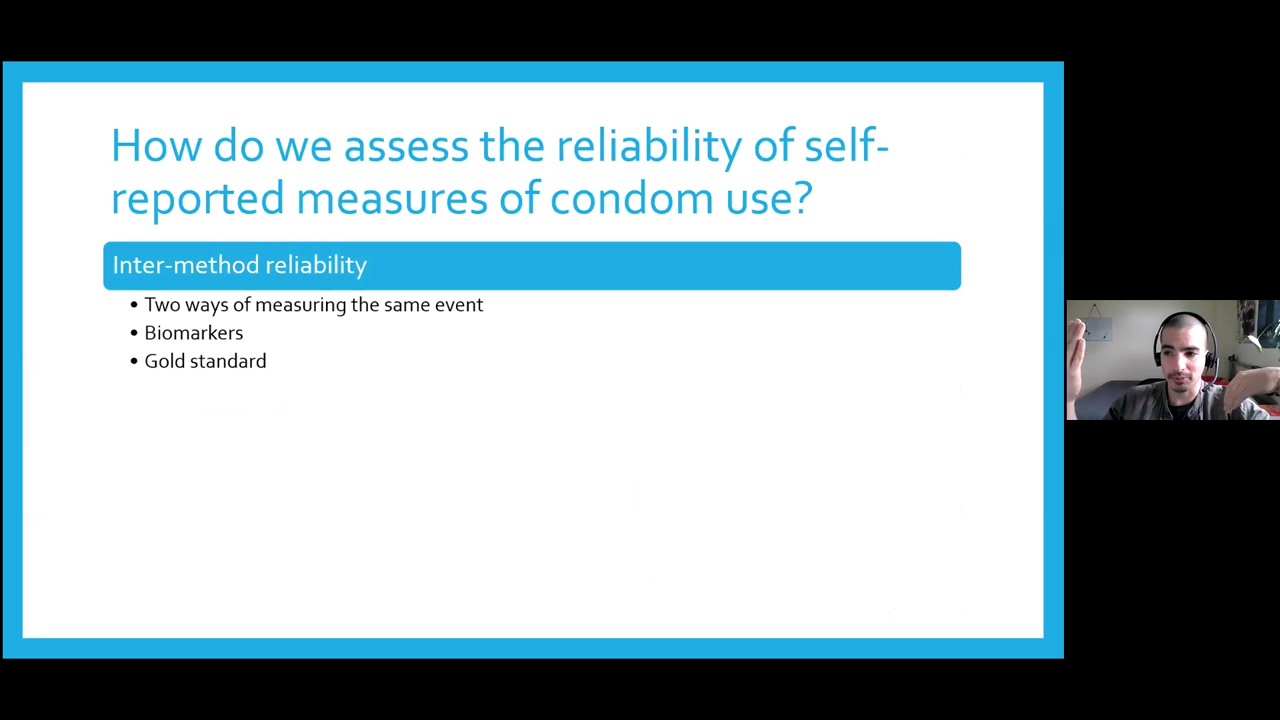 How do we assess the reliability of self-
reported measures of condom use?
Inter-method reliability
• Two ways of measuring the same event
• Biomarkers
• Gold standard